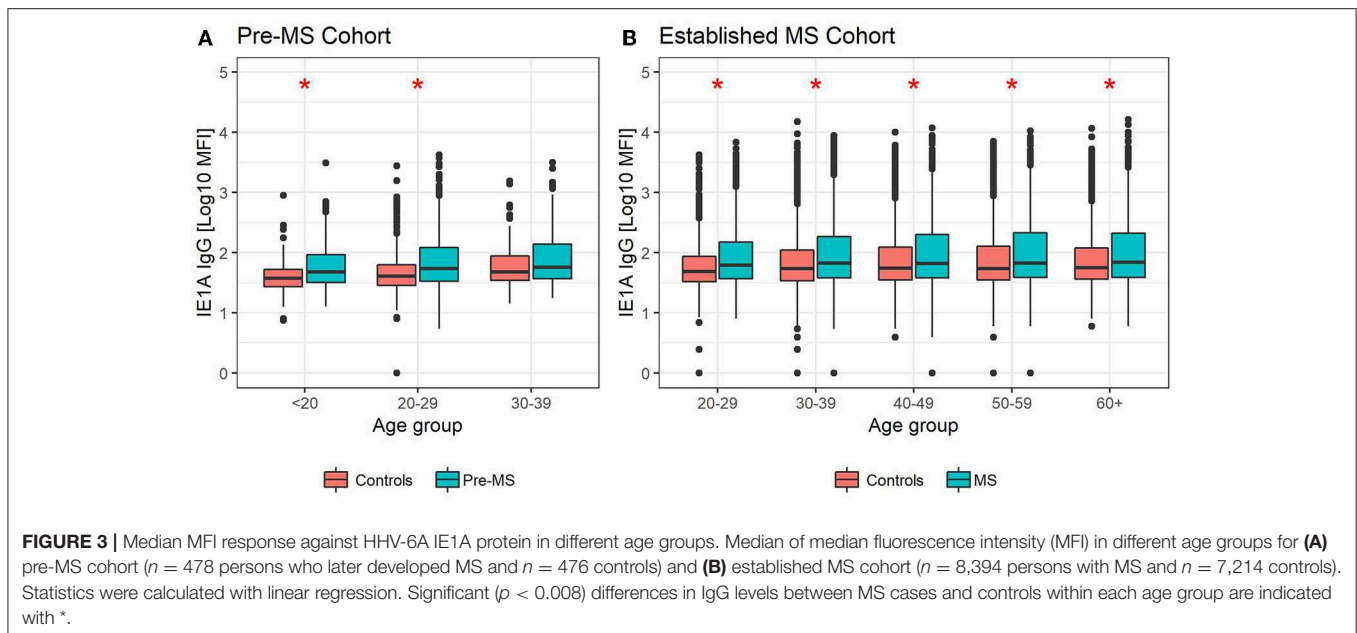 A Pre-MS Cohort
5
4
3
2
1
0
IE1A IgG [Log10 MFI]
* *
<20 20-29 30-39
Age group
Controls Pre-MS
B Established MS Cohort
5
4
3
2
1
0
IE1A IgG [Log10 MFI]
* * * * *
20-29 30-39 40-49 50-59 60+
Age group
Controls MS
FIGURE 3 | Median MFI response against HHV-6A IE1A protein in different age groups. Median of median fluorescence intensity (MFI) in different age groups for (A)
pre-MS cohort (n = 478 persons who later developed MS and n = 476 controls) and (B) established MS cohort (n = 8,394 persons with MS and n = 7,214 controls).
Statistics were calculated with linear regression. Significant (p < 0.008) differences in IgG levels between MS cases and controls within each age group are indicated
with *.